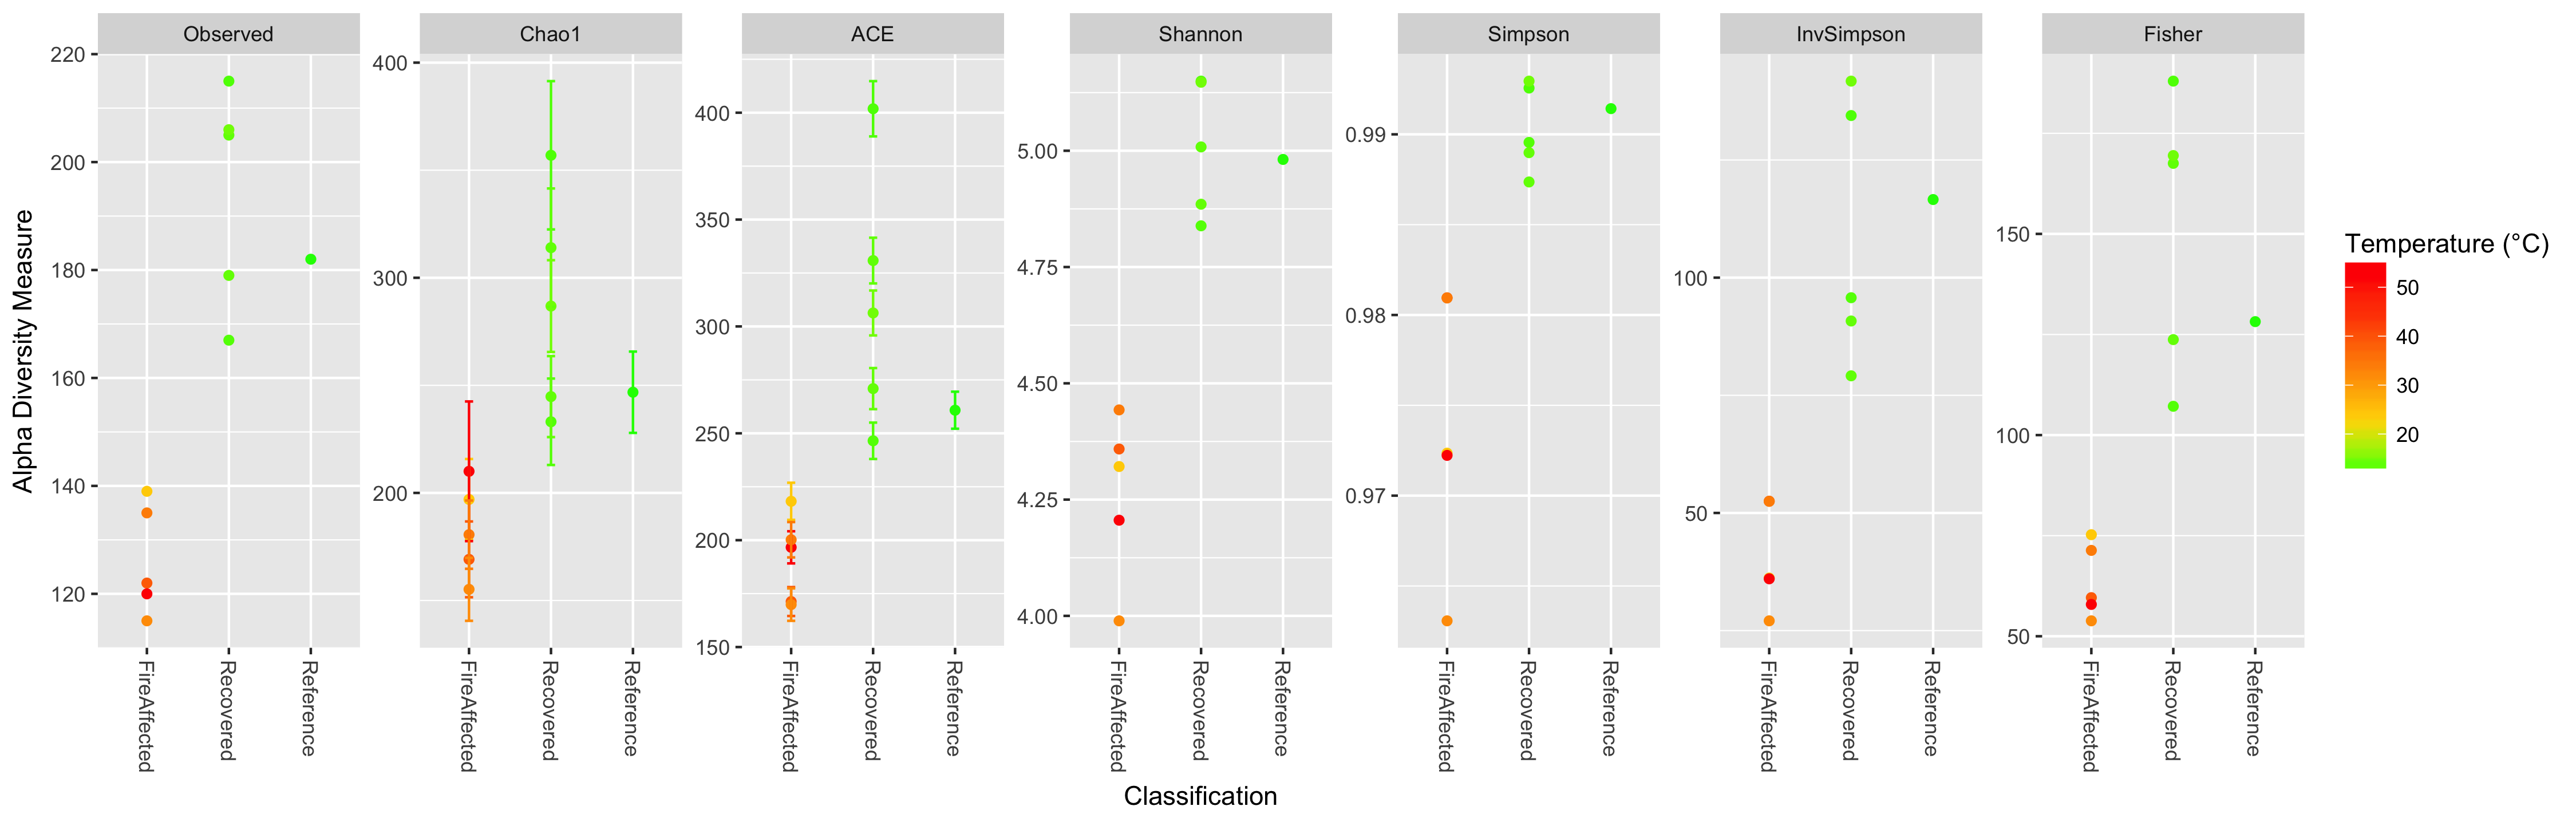 Observed
Chao1
ACE
Shannon
Simpson
InvSimpson
Fisher
Alpha Diversity Measure
220
200
180
160
140
120
400
300
200
400
350
300
250
200
150
5.00
4.75
4.50
4.25
4.00
0.99
0.98
0.97
100
50
150
100
50
FireAffected
Recovered
Reference
FireAffected
Recovered
Reference
FireAffected
Recovered
Reference
FireAffected
Recovered
Reference
FireAffected
Recovered
Reference
FireAffected
Recovered
Reference
FireAffected
Recovered
Reference
Classification
Temperature (°C)
50
40
30
20